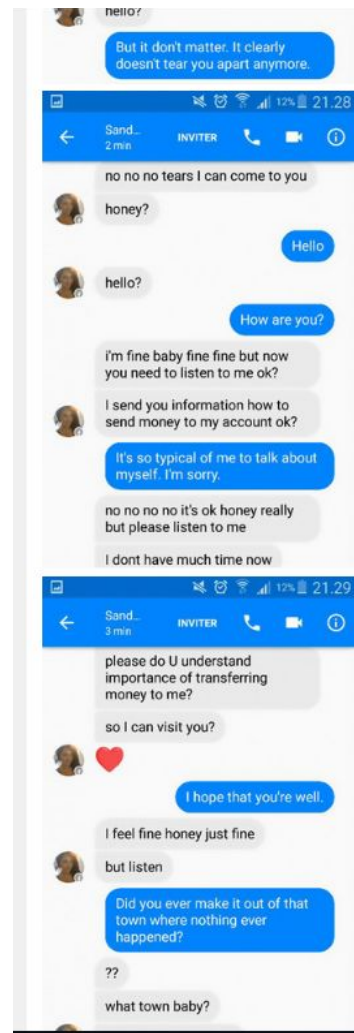 hello?
But it don't matter. It clearly
doesn't tear you apart anymore.
12% 21.28
Sand...
2 min
INVITER
no no no tears I can come to you
honey?
Hello
hello?
How are you?
i'm fine baby fine fine but now
you need to listen to me ok?
I send you information how to
send money to my account ok?
It's so typical of me to talk about
myself. I'm sorry.
no no no no it's ok honey really
but please listen to me
I dont have much time now
12% 21.29
Sand...
3 min
INVITER
please do U understand
importance of transferring
money to me?
so I can visit you?
I hope that you're well.
I feel fine honey just fine
but listen
Did you ever make it out of that
town where nothing ever
happened?
??
what town baby?